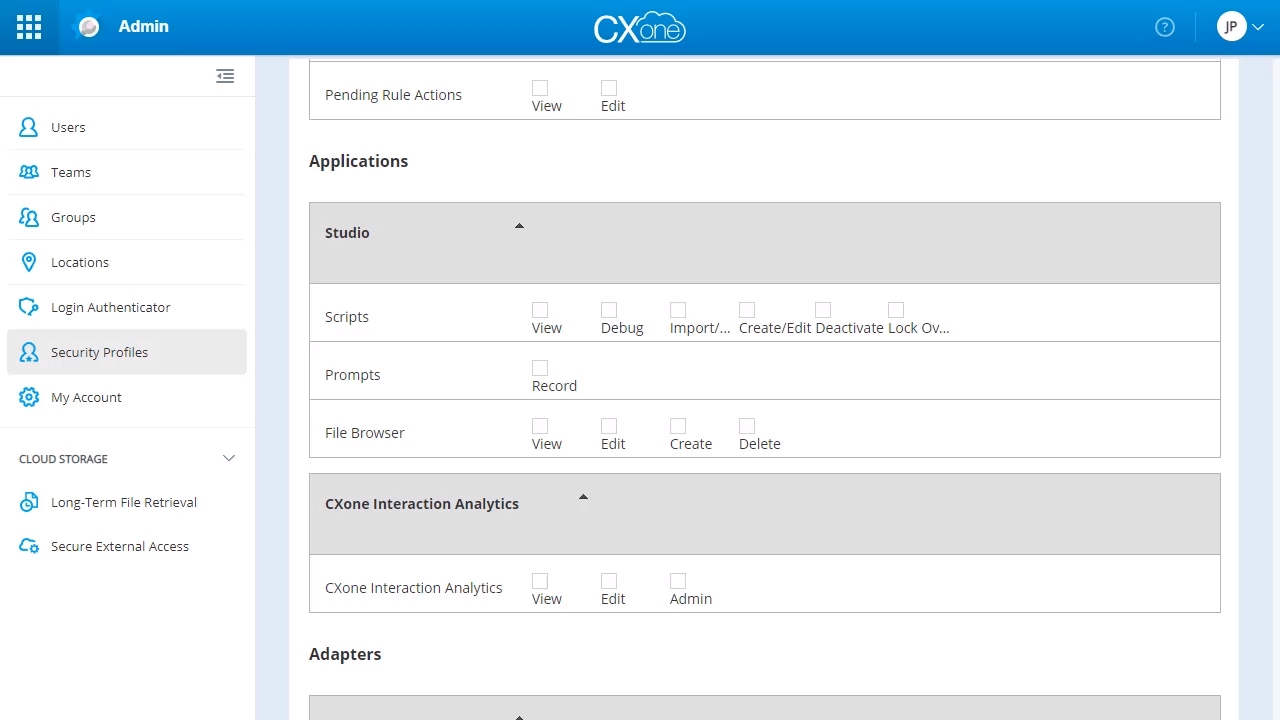 Admin
CXone
?
JP
Users
Teams
Groups
Locations
Login Authenticator
Security Profiles
My Account
CLOUD STORAGE
Long-Term File Retrieval
Secure External Access
Pending Rule Actions
View Edit
Applications
Studio
Scripts
View Debug Import/... Create/Edit Deactivate Lock Ov...
Prompts
Record
File Browser
View Edit Create Delete
CXone Interaction Analytics
CXone Interaction Analytics
View Edit Admin
Adapters